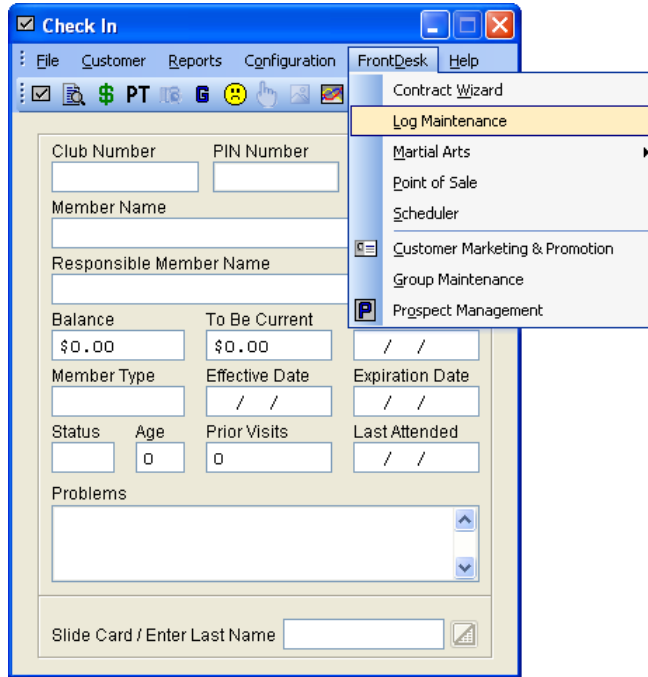 Check In
File Customer Reports Configuration FrontDesk Help
PT G
Contract Wizard
Log Maintenance
Martial Arts
Point of Sale
Scheduler
Customer Marketing & Promotion
Group Maintenance
P Prospect Management
Club Number PIN Number
Member Name
Responsible Member Name
Balance To Be Current
$0.00 $0.00 / /
Member Type Effective Date Expiration Date
/ / / /
Status Age Prior Visits Last Attended
0 0 / /
Problems
Slide Card / Enter Last Name